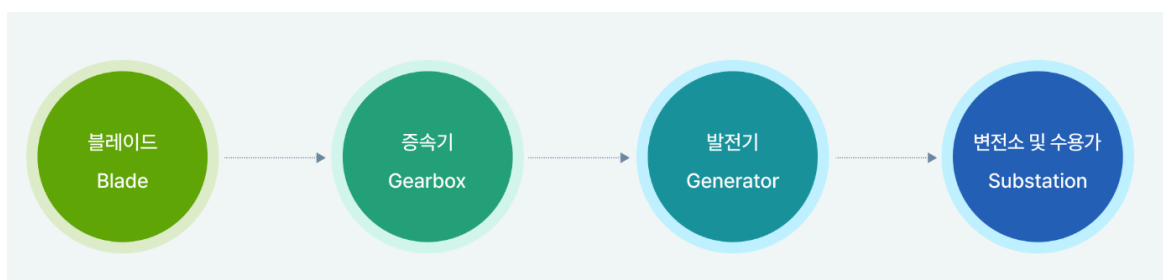 블레이드
Blade
증속기
Gearbox
발전기
Generator
변전소 및 수용가
Substation